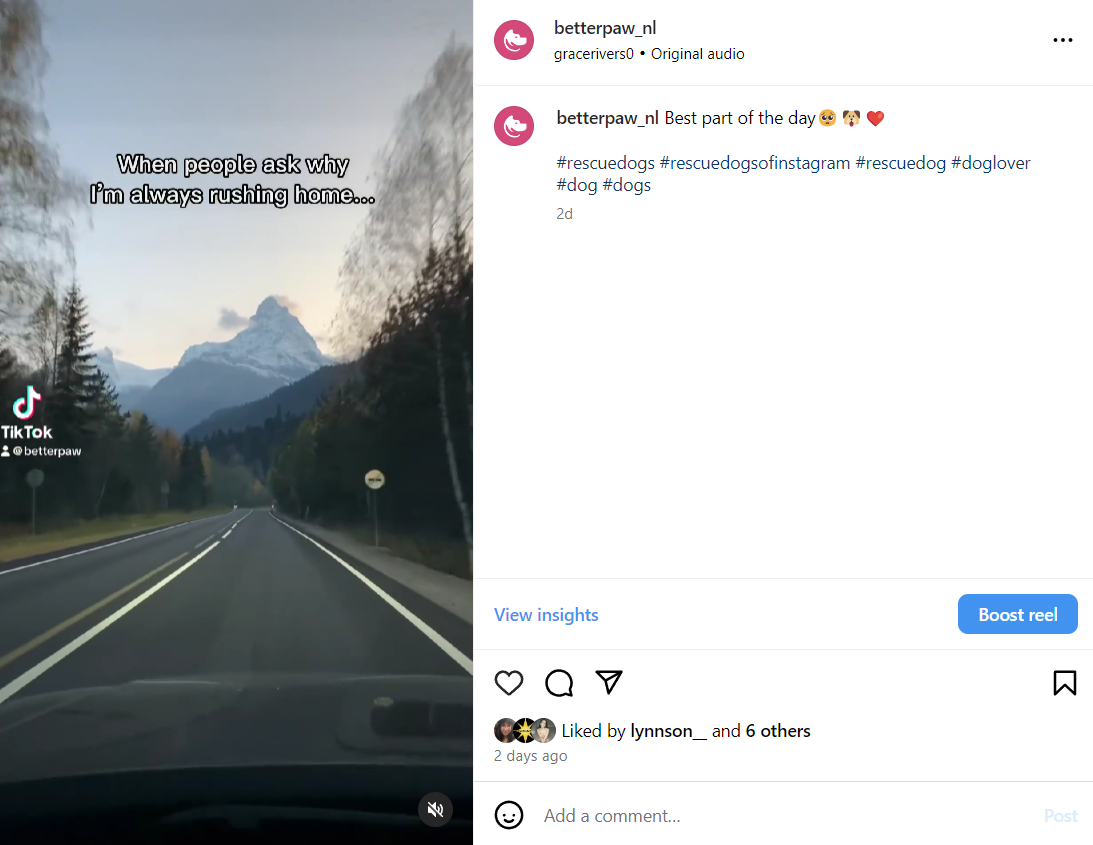 When people ask why
I'm always rushing home...
TikTok
@betterpaw
betterpaw_nl
gracerivers0 • Original audio
betterpaw_nl Best part of the day🥺 🐶 ❤️
#rescuedogs #rescuedogsofinstagram #rescuedog #doglover
#dog #dogs
2d
View insights
Boost reel
Liked by lynnson__ and 6 others
2 days ago
Add a comment...
Post